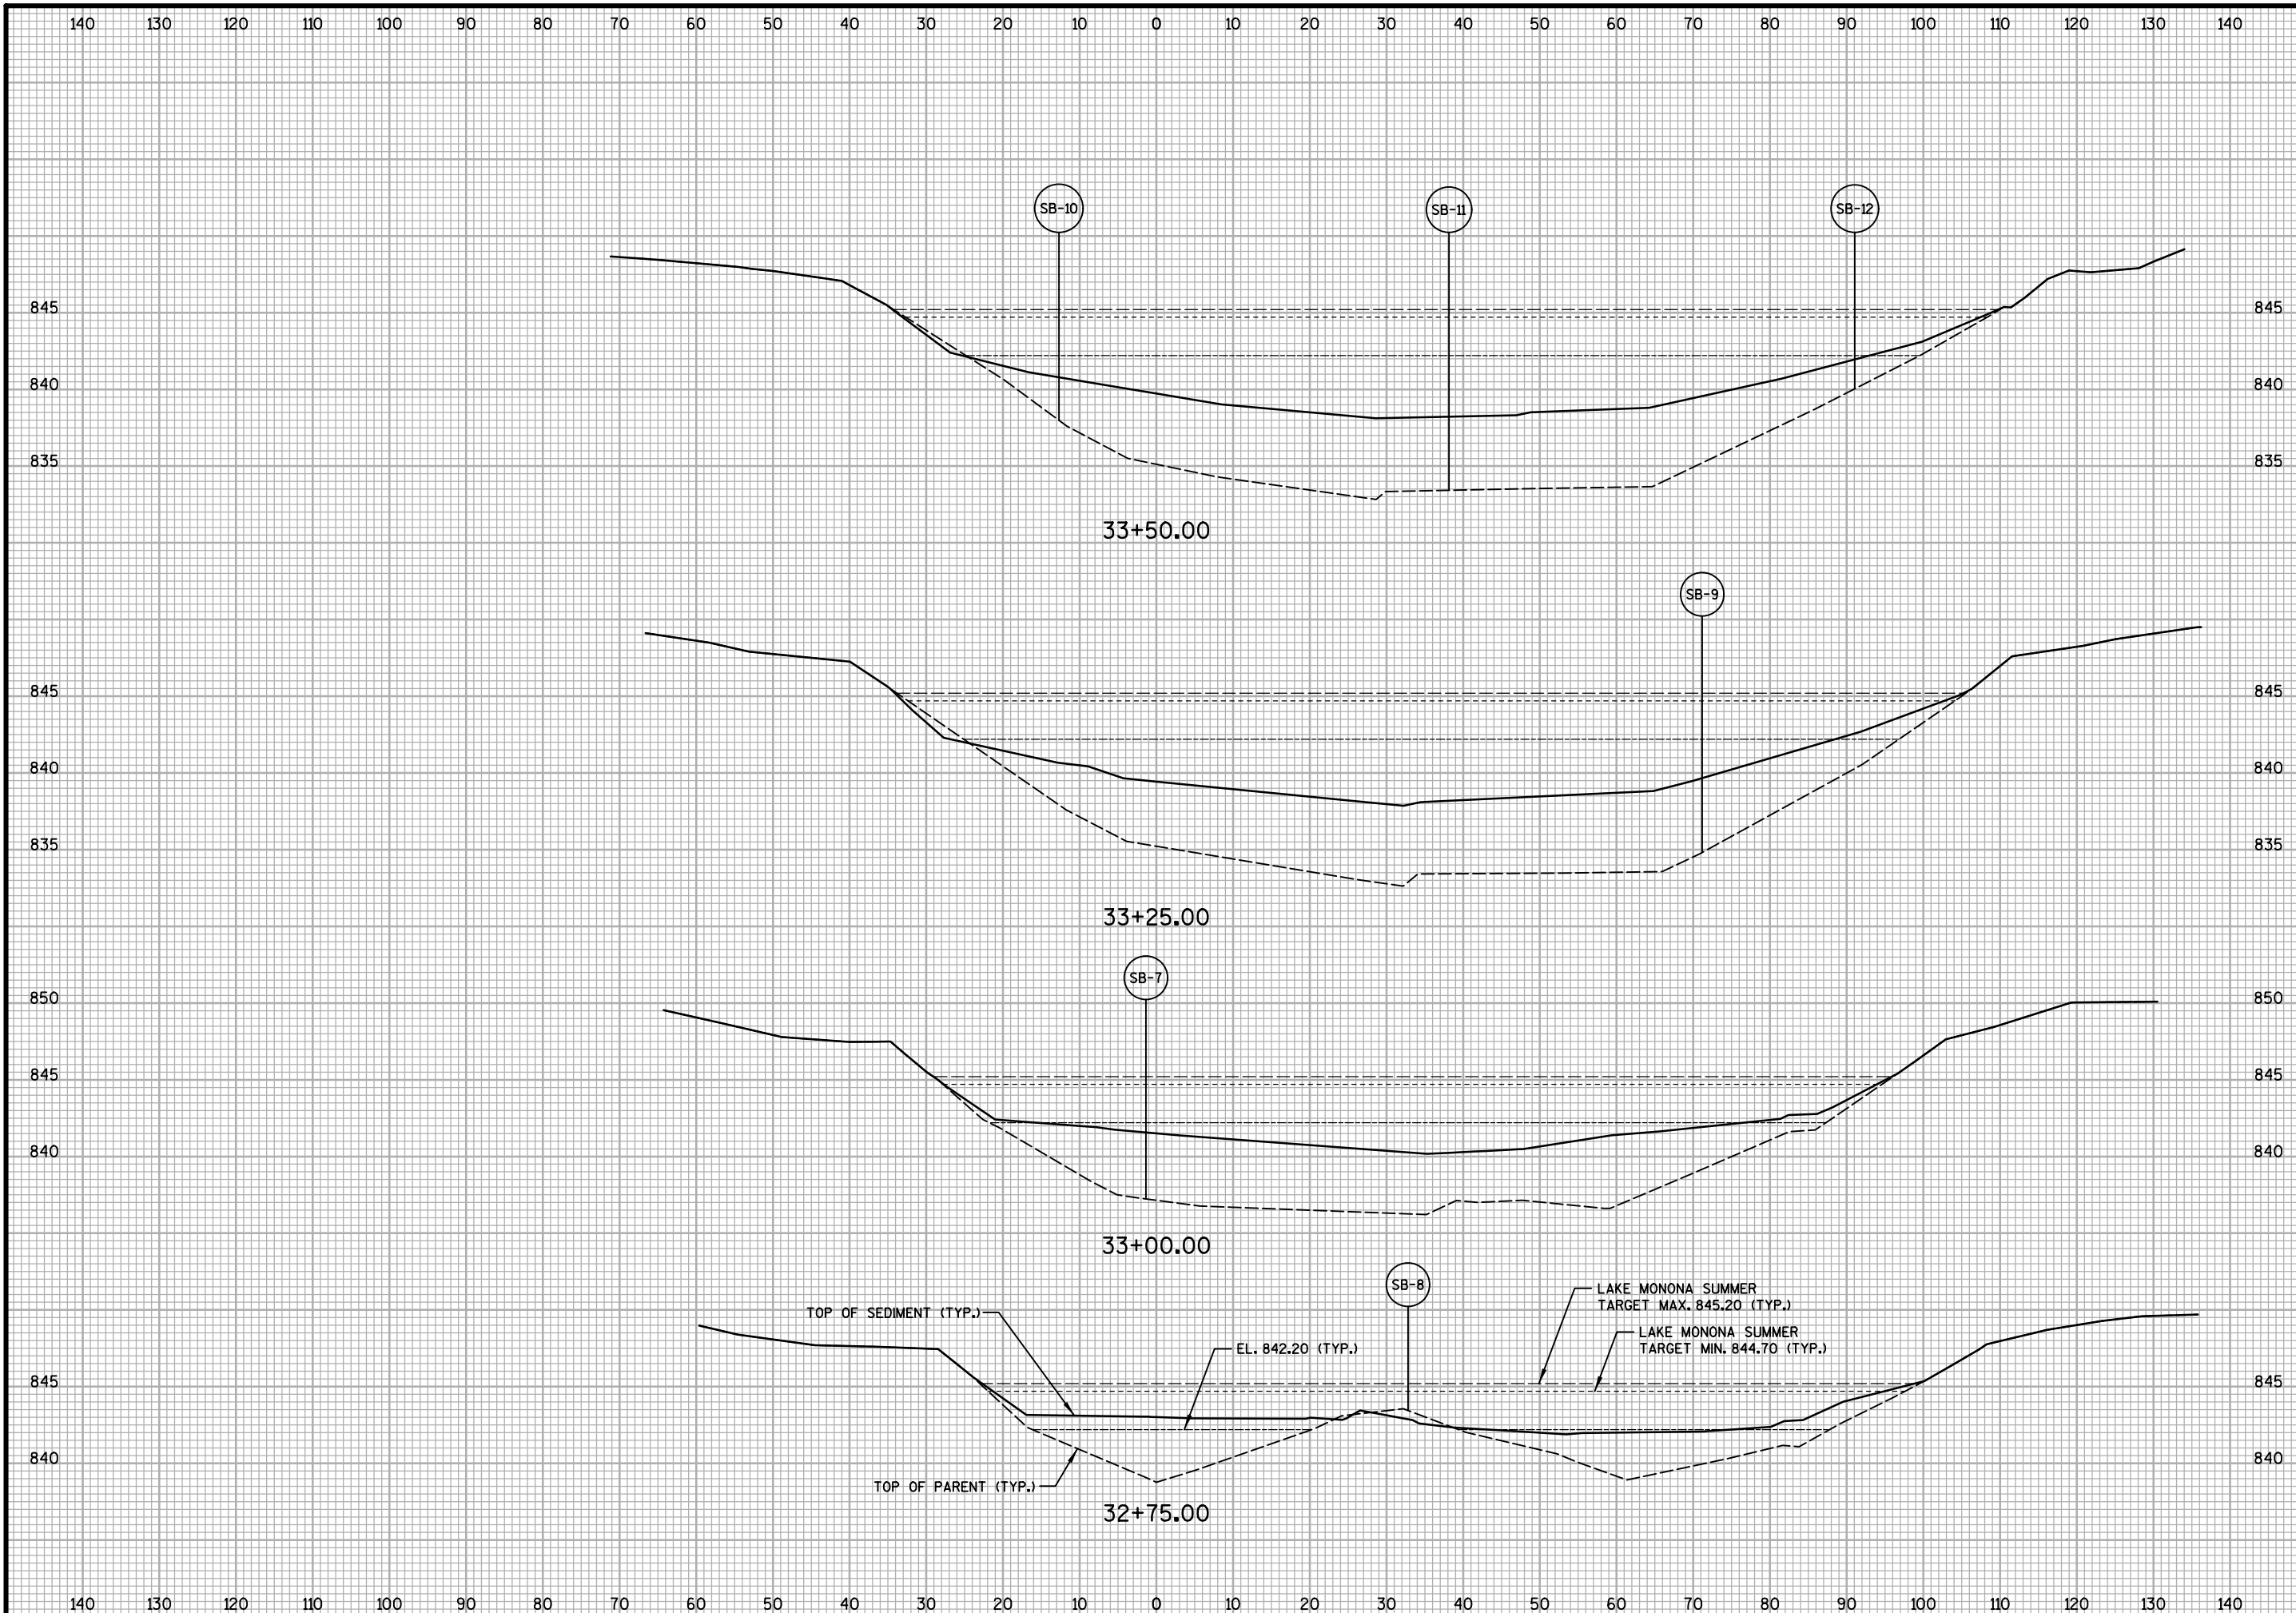 140 130 120 110 100 90 80 70 60 50 40 30 20 10 0 10 20 30 40 50 60 70 80 90 100 110 120 130 140
SB-10 SB-11 SB-12
845 845
840 840
835 835
33+50.00
SB-9
845 845
840 840
835 835
33+25.00
SB-7
850 850
845 845
840 840
33+00.00
SB-8
LAKE MONONA SUMMER
TARGET MAX. 845.20 (TYP.)
TOP OF SEDIMENT (TYP.)
LAKE MONONA SUMMER
TARGET MIN. 844.70 (TYP.)
EL. 842.20 (TYP.)
845 845
840 840
TOP OF PARENT (TYP.)
32+75.00
140 130 120 110 100 90 80 70 60 50 40 30 20 10 0 10 20 30 40 50 60 70 80 90 100 110 120 130 140